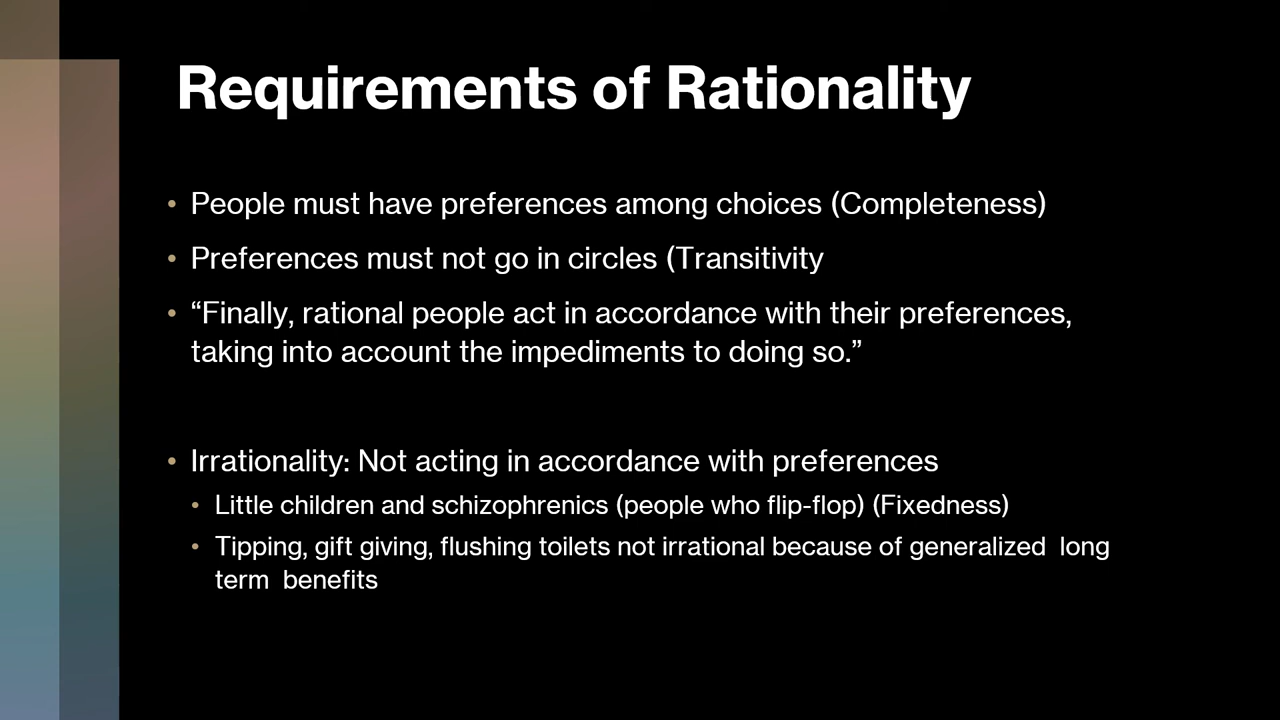 Requirements of Rationality
• People must have preferences among choices (Completeness)
• Preferences must not go in circles (Transitivity
• “Finally, rational people act in accordance with their preferences,
taking into account the impediments to doing so.”
• Irrationality: Not acting in accordance with preferences
• Little children and schizophrenics (people who flip-flop) (Fixedness)
• Tipping, gift giving, flushing toilets not irrational because of generalized  long
term  benefits